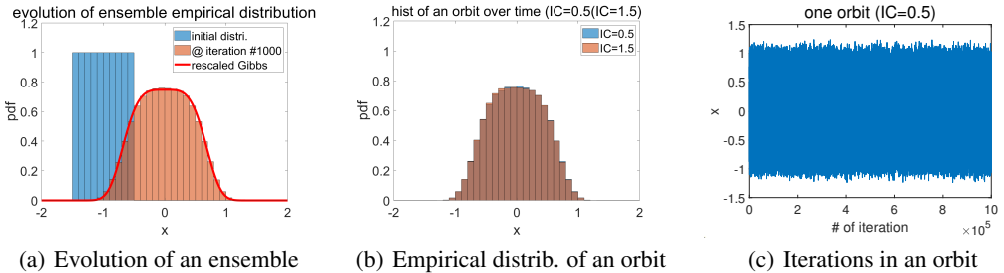 evolution of ensemble empirical distribution
initial distri.
@ iteration #1000
rescaled Gibbs
pdf
1.2
1
0.8
0.6
0.4
0.2
0
-2
-1
0
1
2
x
(a) Evolution of an ensemble
hist of an orbit over time (IC=0.5(IC=1.5)
IC=0.5
IC=1.5
pdf
1.2
1
0.8
0.6
0.4
0.2
0
-2
-1
0
1
2
x
(b) Empirical distrib. of an orbit
one orbit (IC=0.5)
x
1.5
1
0.5
0
-0.5
-1
-1.5
0
2
4
6
8
10
# of iteration
×10^5
(c) Iterations in an orbit